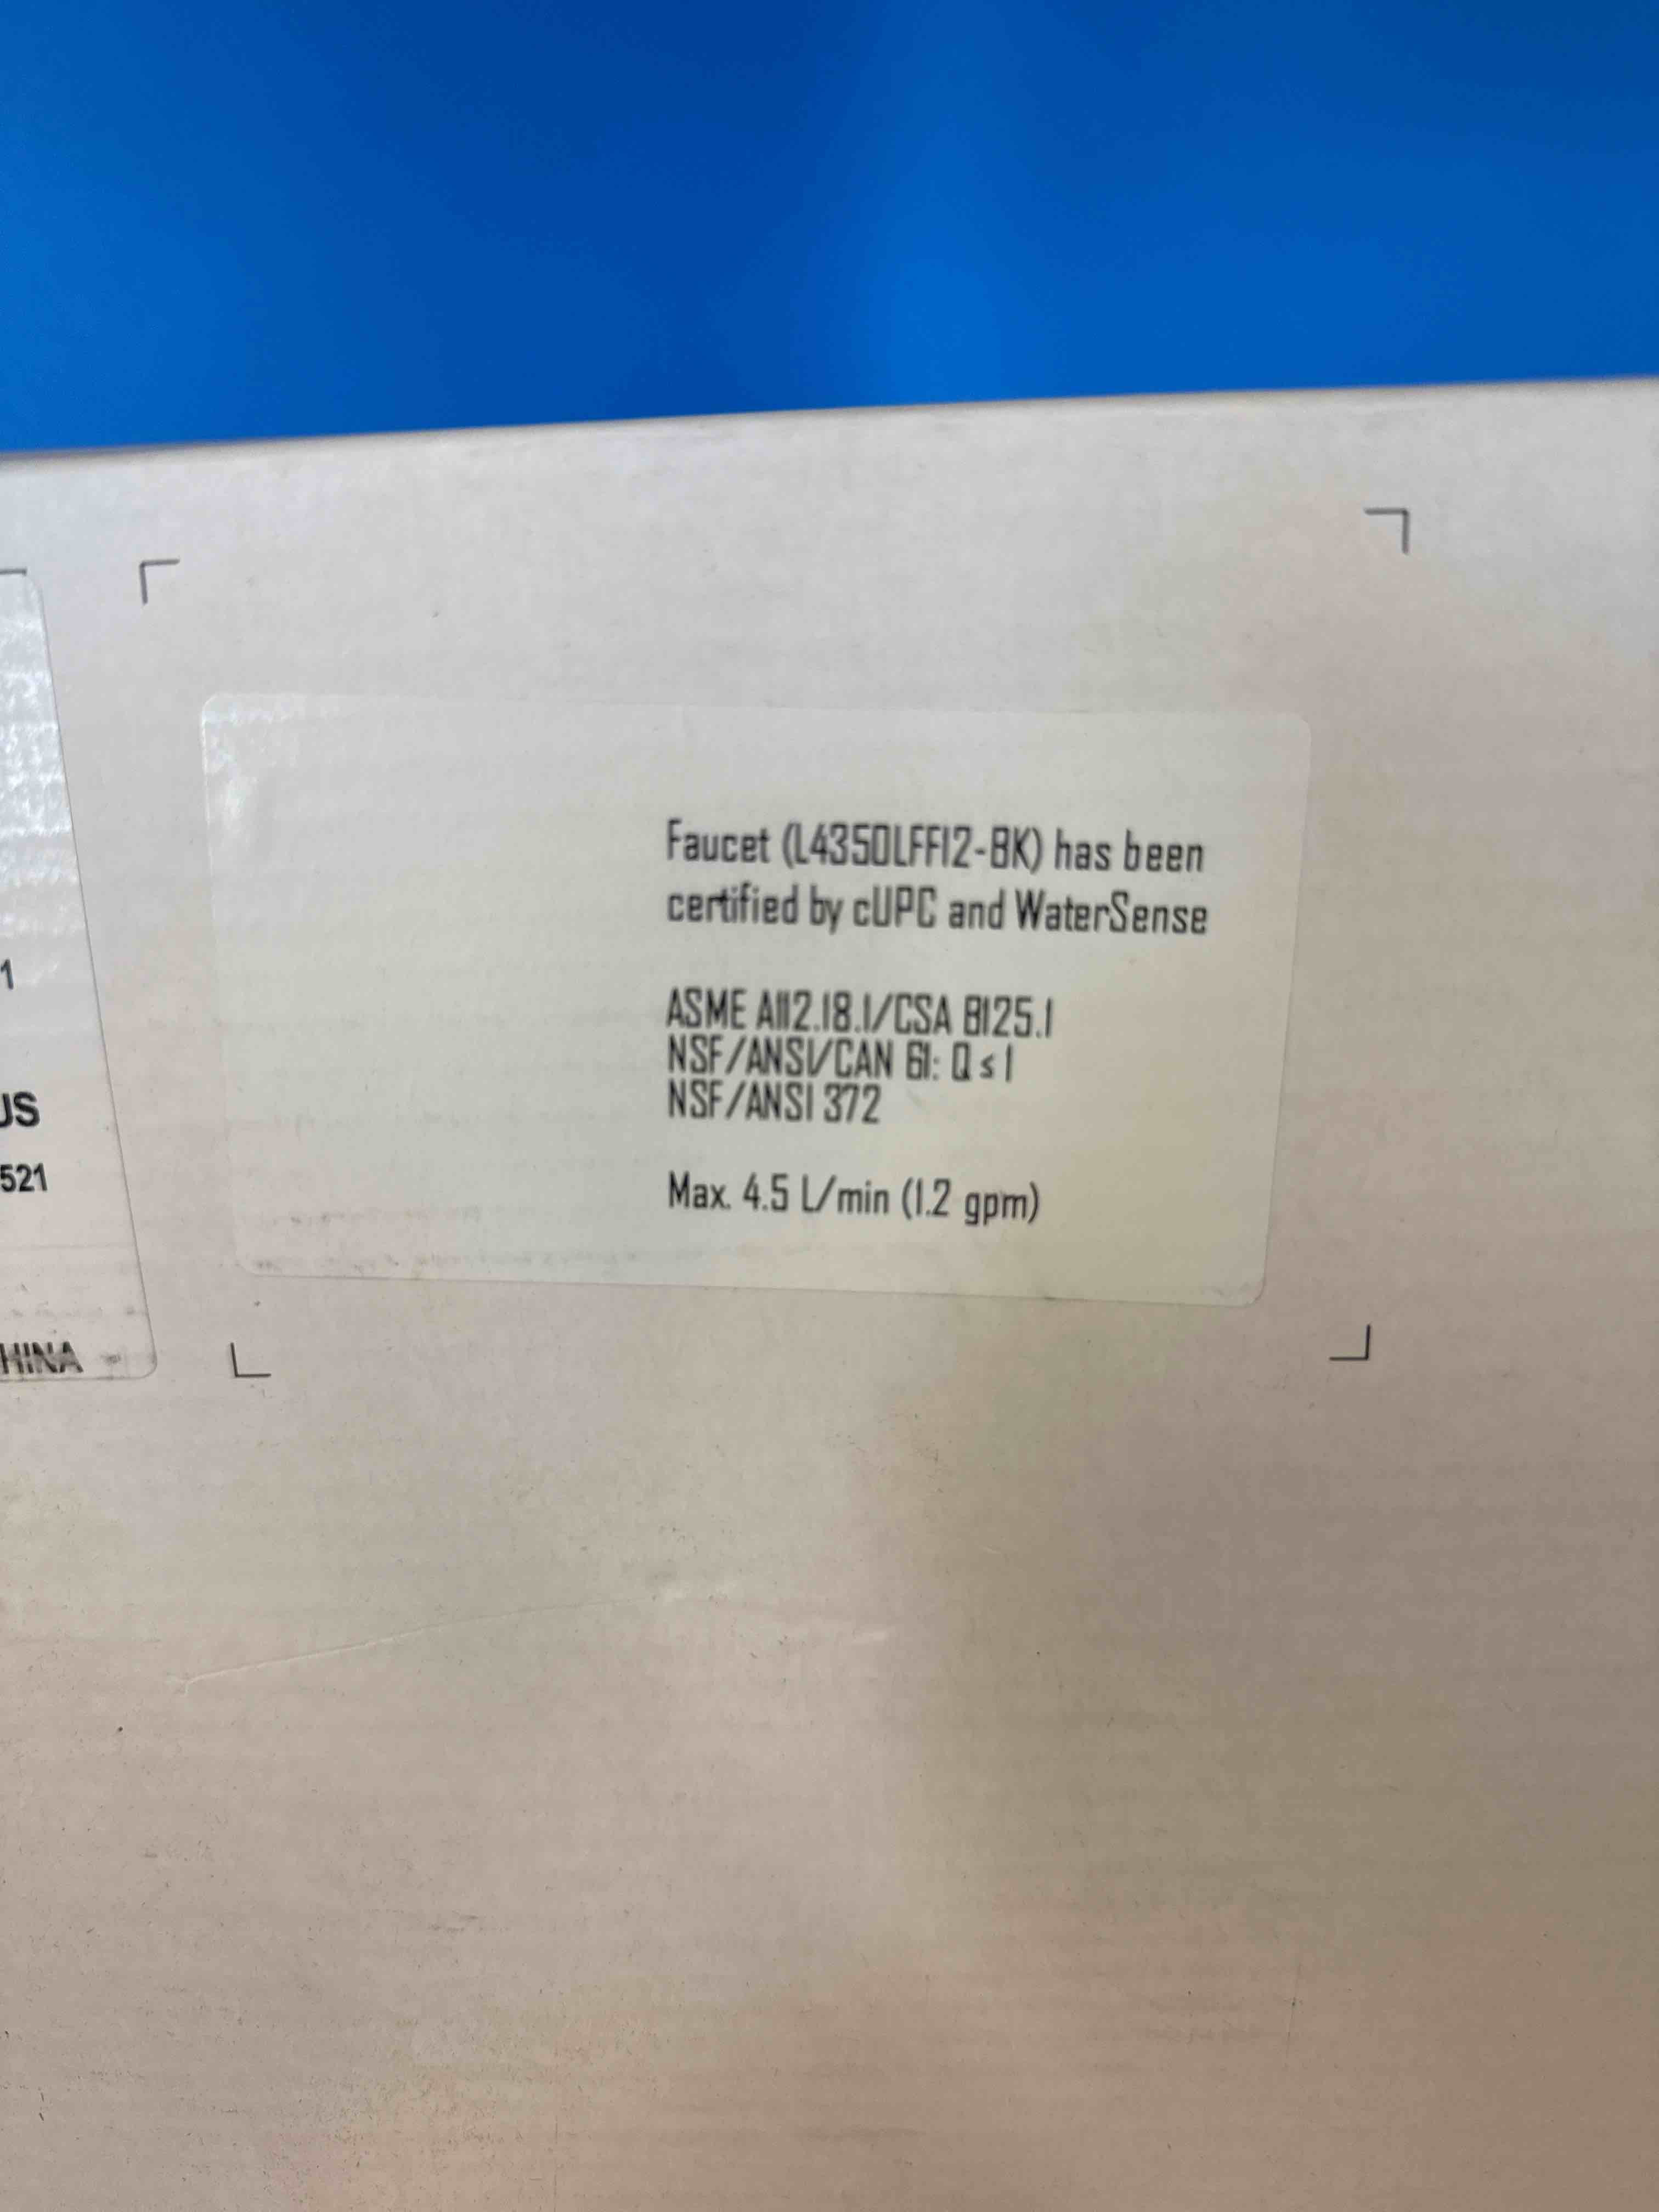 Faucet (L4350LFF12-BK) has been
certified by cUPC and WaterSense
ASME A112.18.1/CSA B125.1
NSF/ANSI/CAN 61: Q ≤ 1
NSF/ANSI 372
Max. 4.5 L/min (1.2 gpm)
1
US
521
HINA